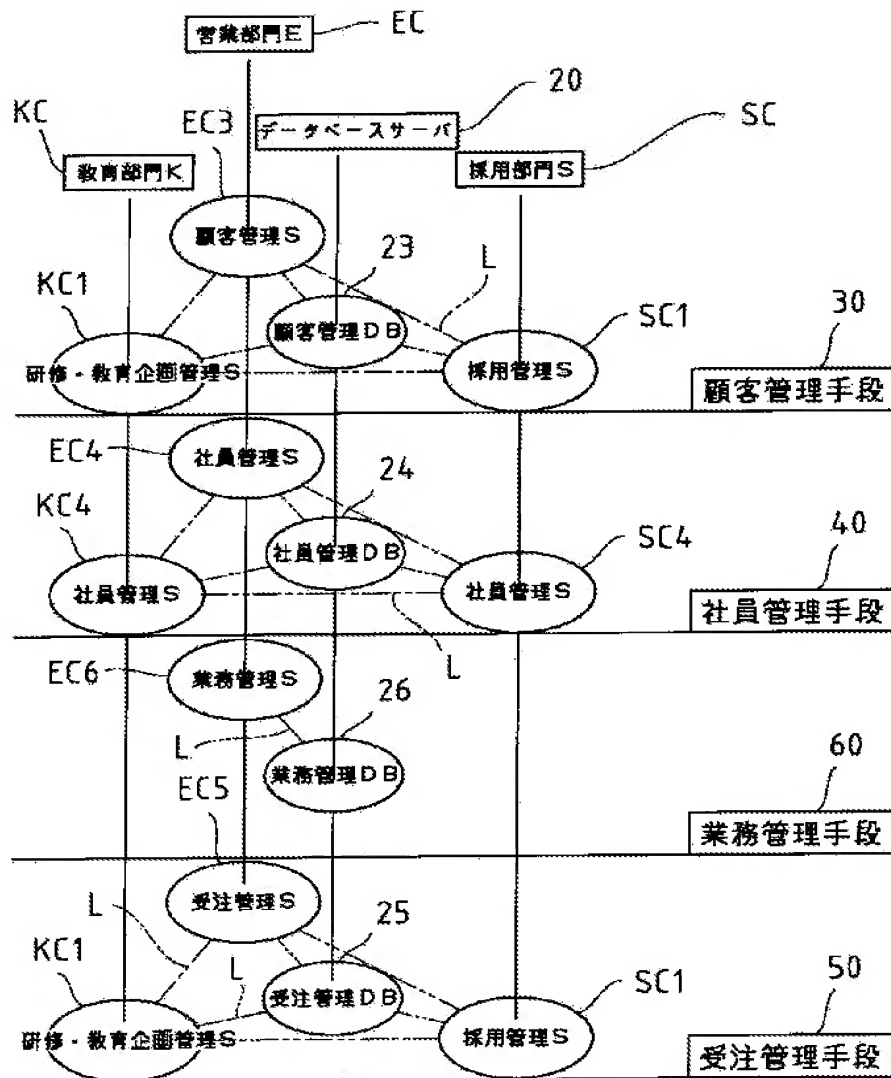 営業部門E
EC
20
KC
EC3
データベースサーバ
SC
教育部門K
採用部門S
顧客管理S
23
L
KC1
顧客管理DB
SC1
30
研修・教育企画管理S
採用管理S
顧客管理手段
EC4
社員管理S
24
KC4
社員管理DB
SC4
40
社員管理S
社員管理S
社員管理手段
L
EC6
業務管理S
26
L
60
業務管理DB
EC5
業務管理手段
受注管理S
L
25
KC1
L
受注管理DB
SC1
50
研修・教育企画管理S
採用管理S
受注管理手段